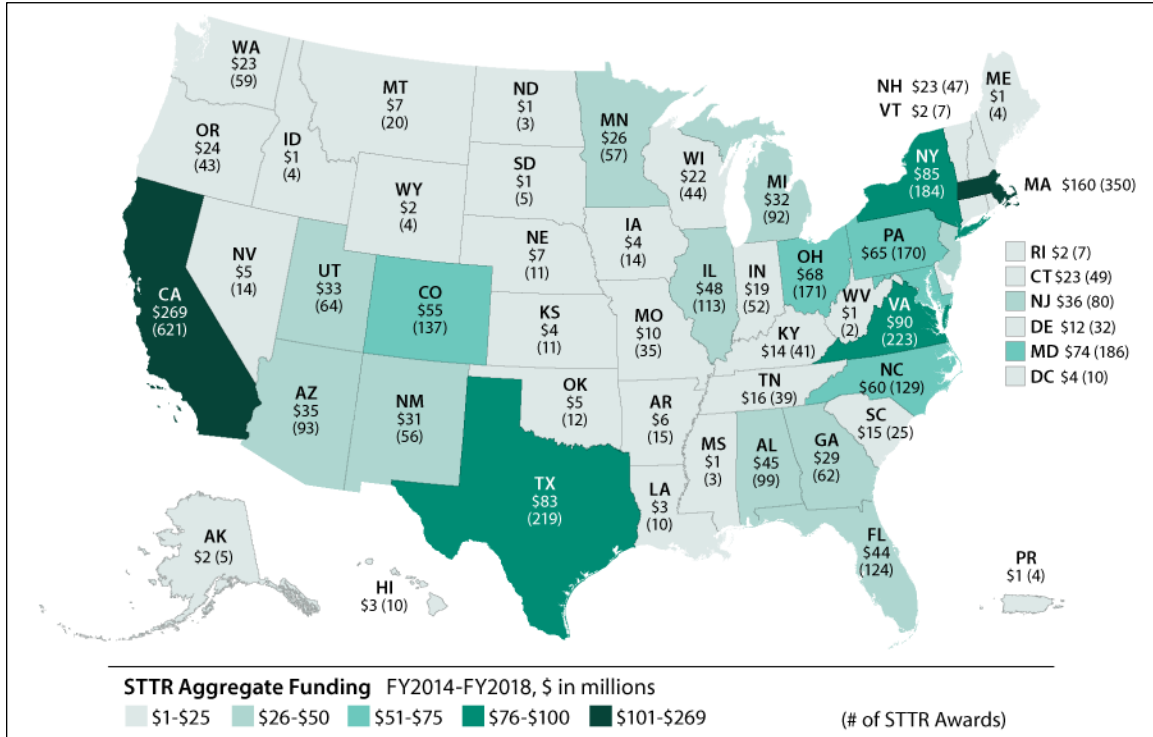 WA
$23
(59)
MT
$7
(20)
ND
$1
(3)
MN
$26
(57)
NH $23 (47)
VT $2 (7)
ME
$1
(4)
OR
$24
(43)
ID
$1
(4)
SD
$1
(5)
WI
$22
(44)
MI
$32
(92)
NY
$85
(184)
MA $160 (350)
WY
$2
(4)
IA
$4
(14)
NE
$7
(11)
PA
$65 (170)
RI $2 (7)
CT $23 (49)
NJ $36 (80)
DE $12 (32)
MD $74 (186)
DC $4 (10)
NV
$5
(14)
UT
$33
(64)
CO
$55
(137)
CA
$269
(621)
KS
$4
(11)
MO
$10
(35)
IL
$48
(113)
IN
$19
(52)
OH
$68
(171)
WV
$1
(2)
VA
$90
(223)
KY
$14 (41)
NC
$60 (129)
TN
$16 (39)
SC
$15 (25)
AZ
$35
(93)
NM
$31
(56)
OK
$5
(12)
AR
$6
(15)
MS
$1
(3)
AL
$45
(99)
GA
$29
(62)
TX
$83
(219)
LA
$3
(10)
FL
$44
(124)
AK
$2 (5)
HI
$3 (10)
PR
$1 (4)
STTR Aggregate Funding FY2014-FY2018, $ in millions
$1-$25 $26-$50 $51-$75 $76-$100 $101-$269 (# of STTR Awards)